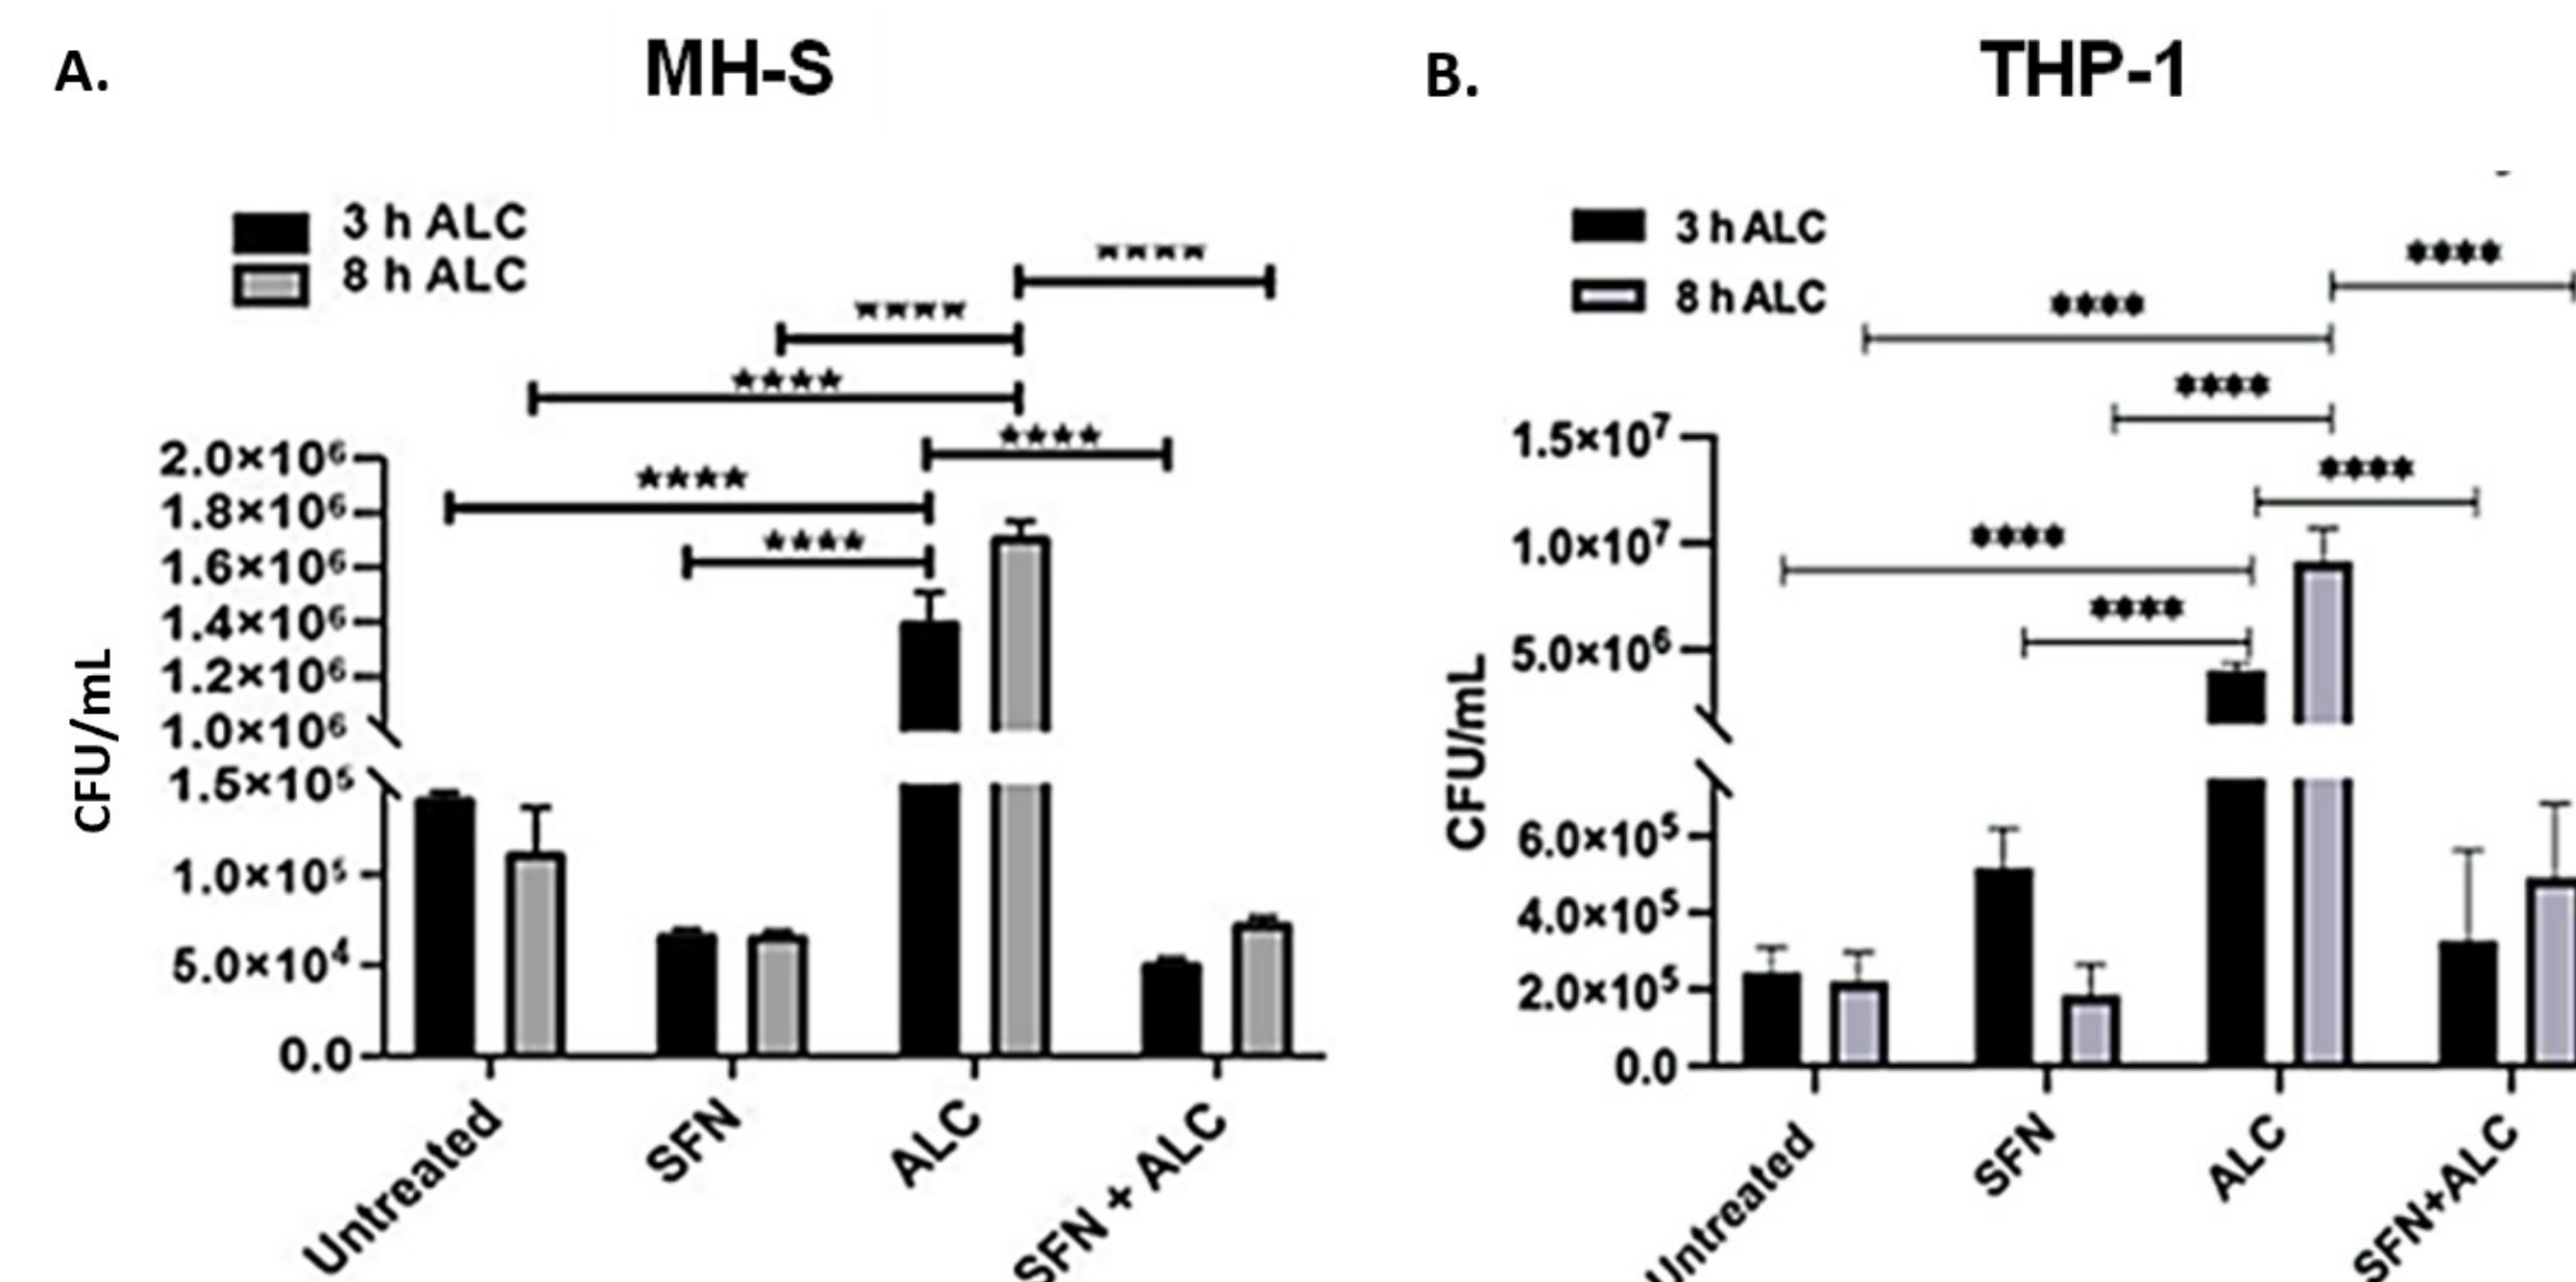 A.
MH-S
3 h ALC
8 h ALC
****
****
****
****
****
****
CFU/mL
2.0×10⁶
1.8×10⁶
1.6×10⁶
1.4×10⁶
1.2×10⁶
1.0×10⁶
1.5×10⁵
1.0×10⁵
5.0×10⁴
0.0
Untreated
SFN
ALC
SFN + ALC
B.
THP-1
3 h ALC
8 h ALC
****
****
****
****
****
****
CFU/mL
1.5×10⁷
1.0×10⁷
5.0×10⁶
6.0×10⁵
4.0×10⁵
2.0×10⁵
0.0
Untreated
SFN
ALC
SFN+ALC